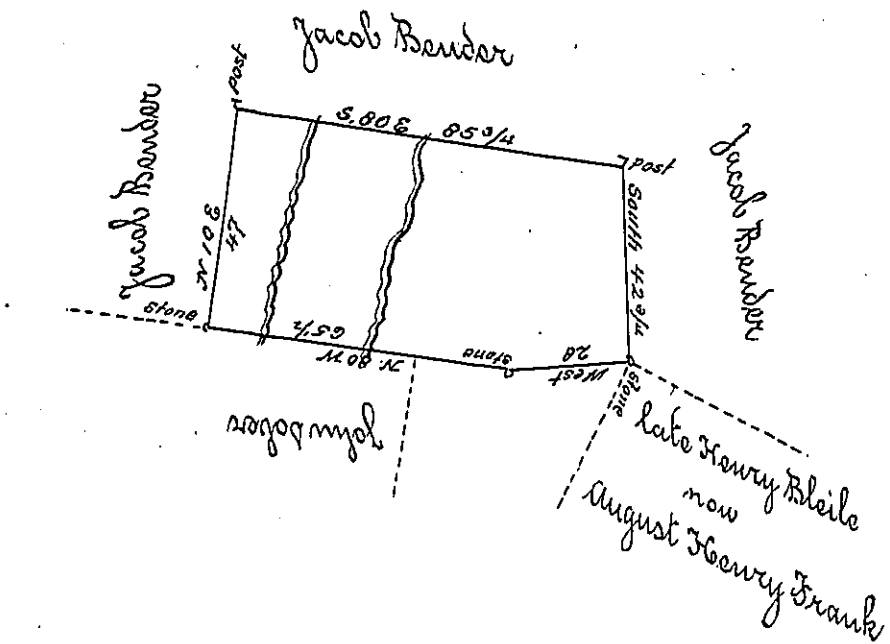 Jacob Bender
post
S. 80 E
85 3/4
post
Jacob Bender
N 10 E
47
Jacob Bender
South 42 3/4
stone
65 1/2
N. 80 W
stone
28
West
stone
John
late Henry Bleile
now
August Henry Frank